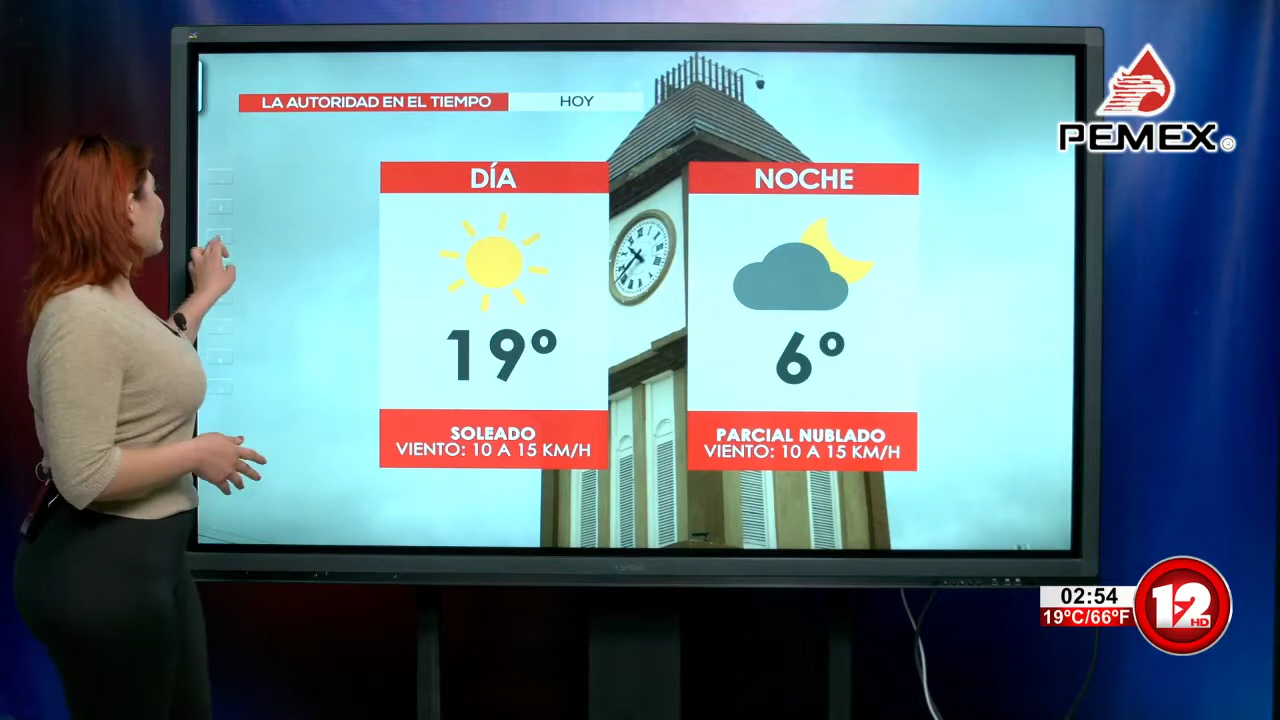 LA AUTORIDAD EN EL TIEMPO
HOY
PEMEX
DÍA
NOCHE
19°
6°
SOLEADO
VIENTO: 10 A 15 KM/H
PARCIAL NUBLADO
VIENTO: 10 A 15 KM/H
02:54
19°C/66°F
12
HD